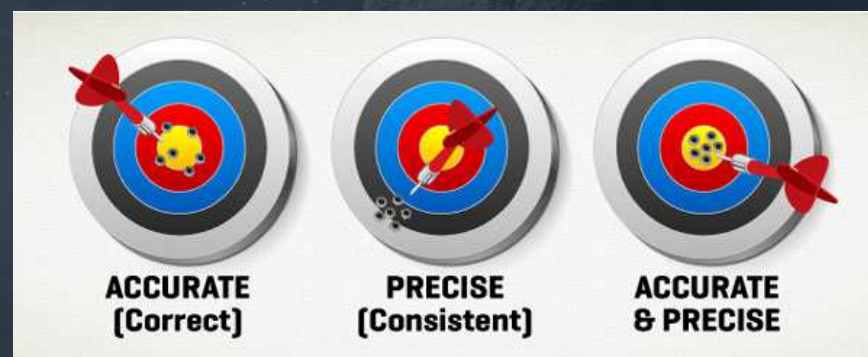 ACCURATE
(Correct)
PRECISE
(Consistent)
ACCURATE
& PRECISE